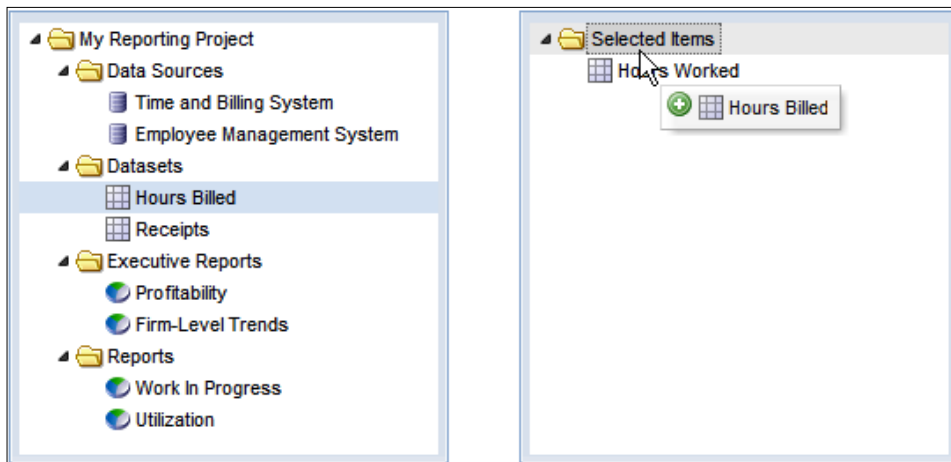 My Reporting Project
Data Sources
Time and Billing System
Employee Management System
Datasets
Hours Billed
Receipts
Executive Reports
Profitability
Firm-Level Trends
Reports
Work In Progress
Utilization
Selected Items
Hours Worked
Hours Billed